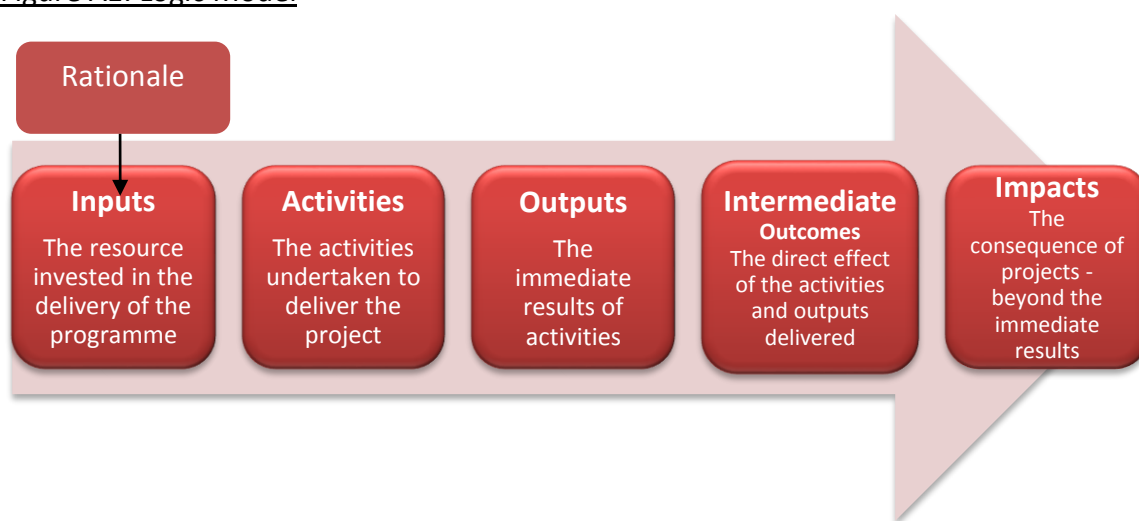 Rationale
Inputs
The resource
invested in the
delivery of the
programme
Activities
The activities
undertaken to
deliver the
project
Outputs
The
immediate
results of
activities
Intermediate
Outcomes
The direct effect
of the activities
and outputs
delivered
Impacts
The
consequence of
projects -
beyond the
immediate
results